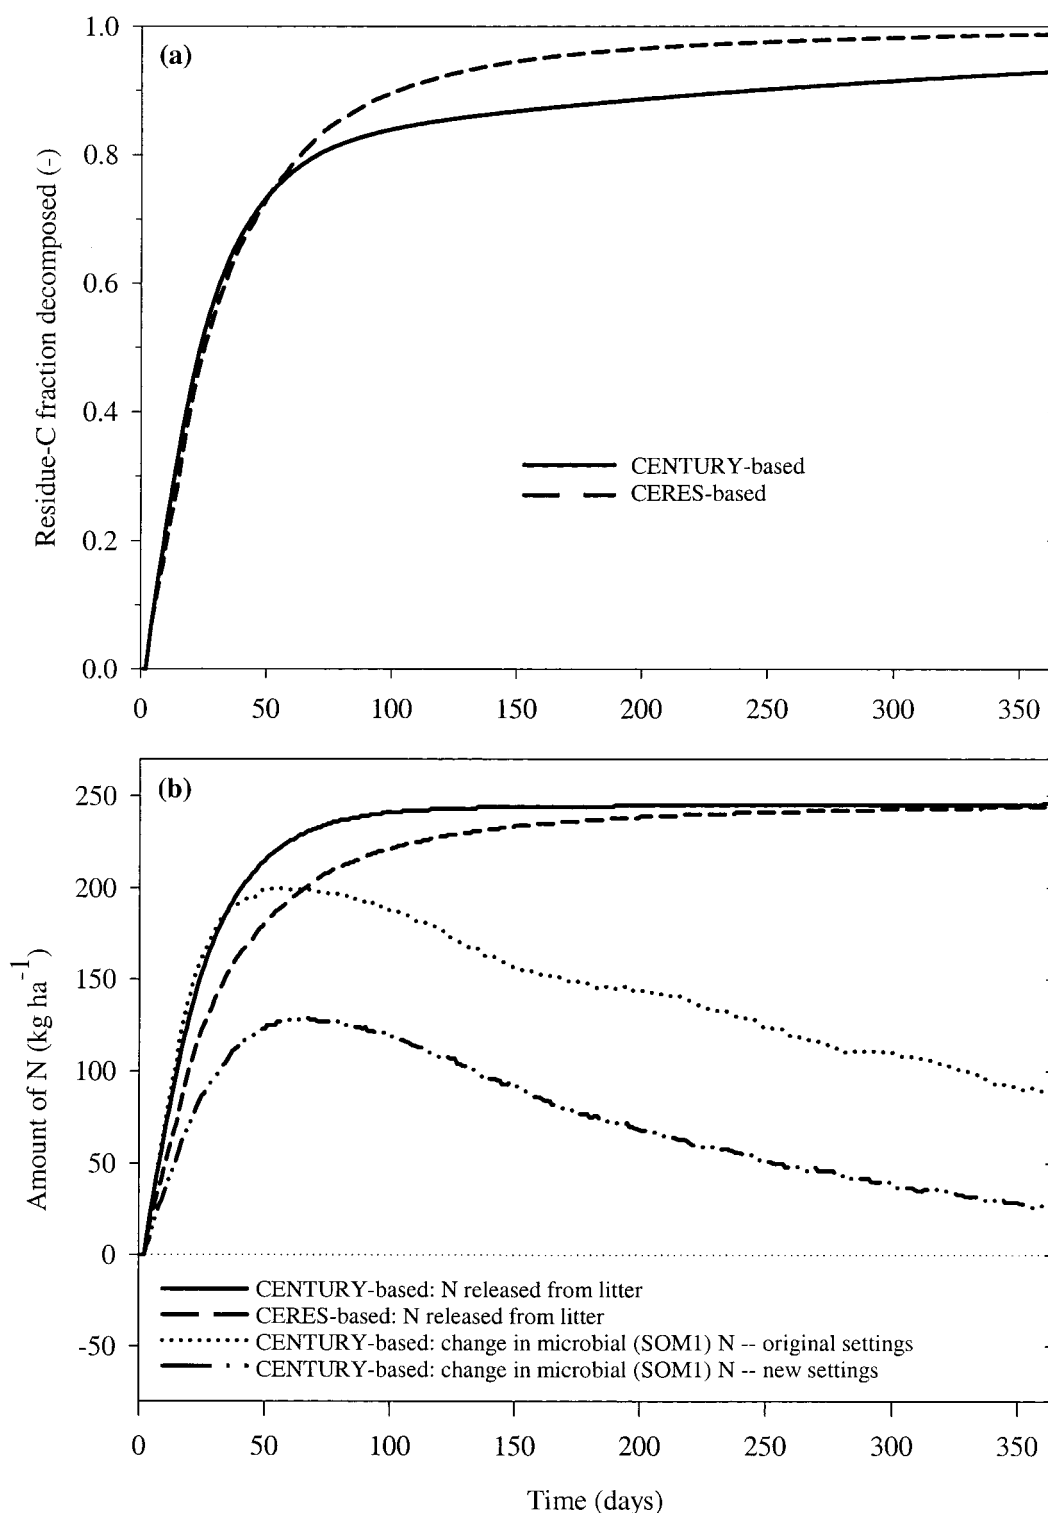 (a)
Residue-C fraction decomposed (-)
1.0
0.8
0.6
0.4
0.2
0.0
CENTURY-based
CERES-based
0 50 100 150 200 250 300 350
(b)
Amount of N (kg ha-1)
250
200
150
100
50
0
-50
CENTURY-based: N released from litter
CERES-based: N released from litter
CENTURY-based: change in microbial (SOM1) N -- original settings
CENTURY-based: change in microbial (SOM1) N -- new settings
0 50 100 150 200 250 300 350
Time (days)